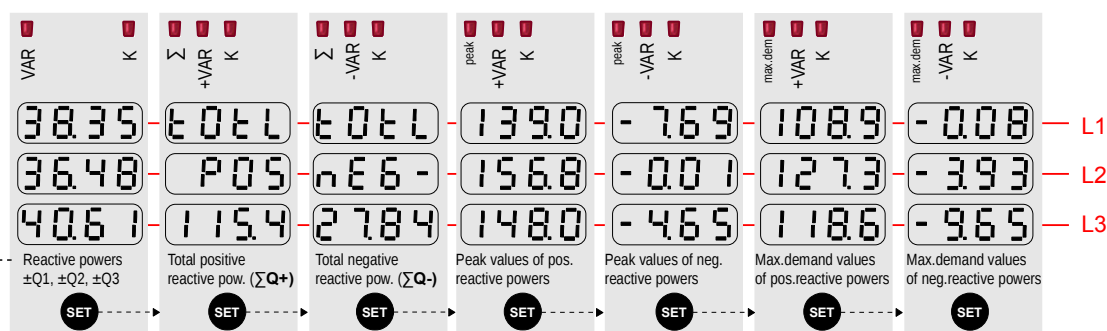 VAR K
Σ +VAR K
Σ -VAR K
peak +VAR K
peak -VAR K
max.dem +VAR K
max.dem -VAR K
38.35 totL totL 139.0 - 7.69 108.9 - 0.08 L1
36.48 POS nEG- 156.8 - 0.01 127.3 - 3.93 L2
40.61 115.4 27.84 148.0 - 4.65 118.6 - 9.65 L3
Reactive powers
±Q1, ±Q2, ±Q3
Total positive
reactive pow. (∑Q+)
Total negative
reactive pow. (∑Q-)
Peak values of pos.
reactive powers
Peak values of neg.
reactive powers
Max.demand values
of pos.reactive powers
Max.demand values
of neg.reactive powers
SET SET SET SET SET SET SET